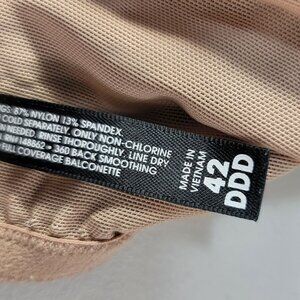 GS: 87% NYLON 13% SPANDEX
COLD SEPARATELY, ONLY NON-CHLORINE
NEEDED. RINSE THOROUGHLY. LINE DRY
148862 - 360 BACK SMOOTHING
FULL COVERAGE BALCONETTE
MADE IN
VIETNAM
42
DDD